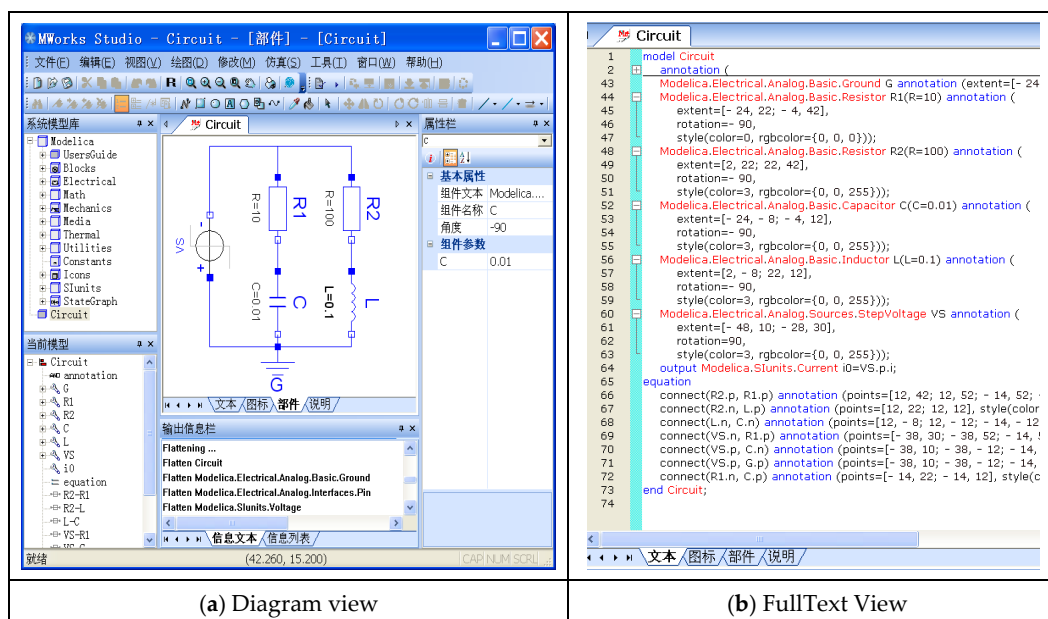 MWorks Studio - Circuit - [部件] - [Circuit]
文件(F) 编辑(E) 视图(V) 绘图(D) 修改(M) 仿真(S) 工具(T) 窗口(W) 帮助(H)
系统模型库
Modelica
UsersGuide
Blocks
Electrical
Math
Mechanics
Media
Thermal
Utilities
Constants
Icons
SIunits
StateGraph
Circuit
当前模型
Circuit
annotation
G
R1
R2
C
L
VS
i0
equation
R2-R1
R2-L
L-C
VS-R1
VS-G
Circuit
R=10
R1
R=100
R2
VS
-
+
C=0.01
C
L=0.1
L
G
文本 图标 部件 说明
输出信息栏
Flattening ...
Flatten Circuit
Flatten Modelica.Electrical.Analog.Basic.Ground
Flatten Modelica.Electrical.Analog.Interfaces.Pin
Flatten Modelica.SIunits.Voltage
信息文本 信息列表
属性栏
C
基本属性
组件文本 Modelica....
组件名称 C
角度 -90
组件参数
C 0.01
就绪 (42.260, 15.200) CAP NUM SCRL
(a) Diagram view
Circuit
1 model Circuit
2 annotation (
43 Modelica.Electrical.Analog.Basic.Ground G annotation (extent=[- 24
44 Modelica.Electrical.Analog.Basic.Resistor R1(R=10) annotation (
45 extent=[- 24, 22; - 4, 42],
46 rotation=- 90,
47 style(color=0, rgbcolor={0, 0, 0}));
48 Modelica.Electrical.Analog.Basic.Resistor R2(R=100) annotation (
49 extent=[2, 22; 22, 42],
50 rotation=- 90,
51 style(color=3, rgbcolor={0, 0, 255}));
52 Modelica.Electrical.Analog.Basic.Capacitor C(C=0.01) annotation (
53 extent=[- 24, - 8; - 4, 12],
54 rotation=- 90,
55 style(color=3, rgbcolor={0, 0, 255}));
56 Modelica.Electrical.Analog.Basic.Inductor L(L=0.1) annotation (
57 extent=[2, - 8; 22, 12],
58 rotation=- 90,
59 style(color=3, rgbcolor={0, 0, 255}));
60 Modelica.Electrical.Analog.Sources.StepVoltage VS annotation (
61 extent=[- 48, 10; - 28, 30],
62 rotation=90,
63 style(color=3, rgbcolor={0, 0, 255}));
64 output Modelica.SIunits.Current i0=VS.p.i;
65 equation
66 connect(R2.p, R1.p) annotation (points=[12, 42; 12, 52; - 14, 52;
67 connect(R2.n, L.p) annotation (points=[12, 22; 12, 12], style(color
68 connect(L.n, C.n) annotation (points=[12, - 8; 12, - 12; - 14, - 12
69 connect(VS.n, R1.p) annotation (points=[- 38, 30; - 38, 52; - 14,
70 connect(VS.p, C.n) annotation (points=[- 38, 10; - 38, - 12; - 14,
71 connect(VS.p, G.p) annotation (points=[- 38, 10; - 38, - 12; - 14,
72 connect(R1.n, C.p) annotation (points=[- 14, 22; - 14, 12], style(c
73 end Circuit;
74
文本 图标 部件 说明
(b) FullText View